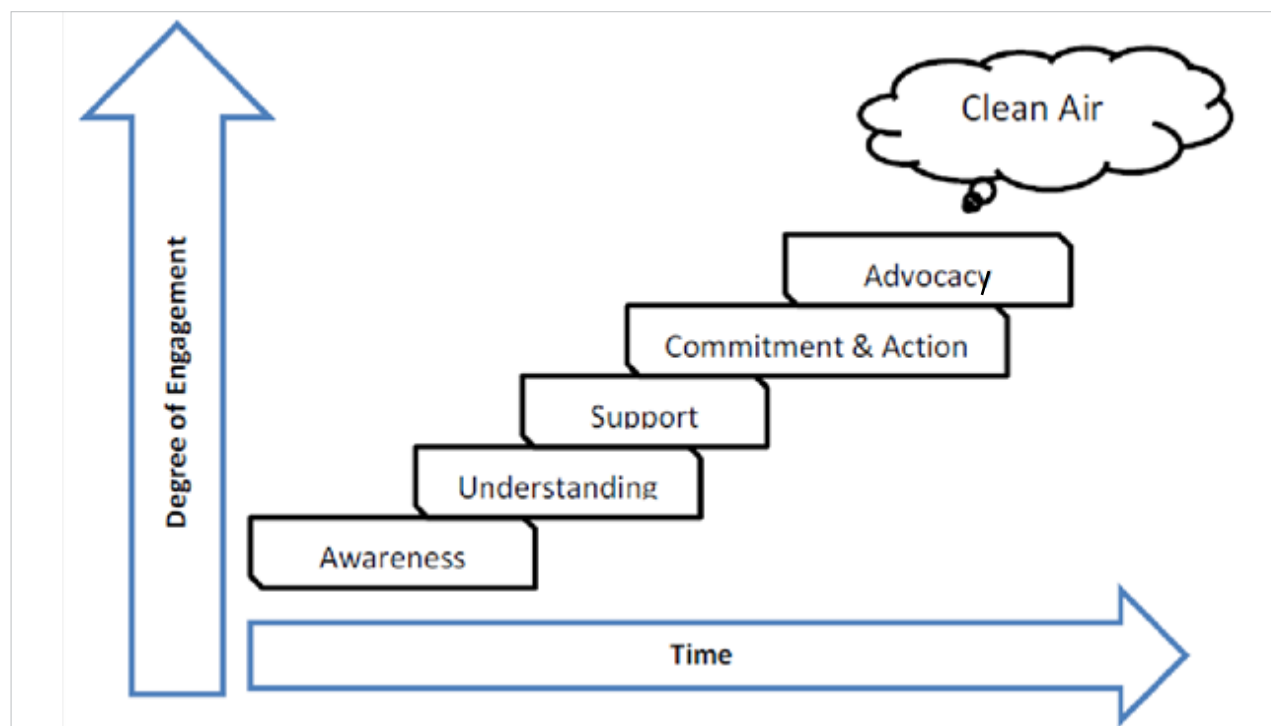 Clean Air
Degree of Engagement
Advocacy
Commitment & Action
Support
Understanding
Awareness
Time